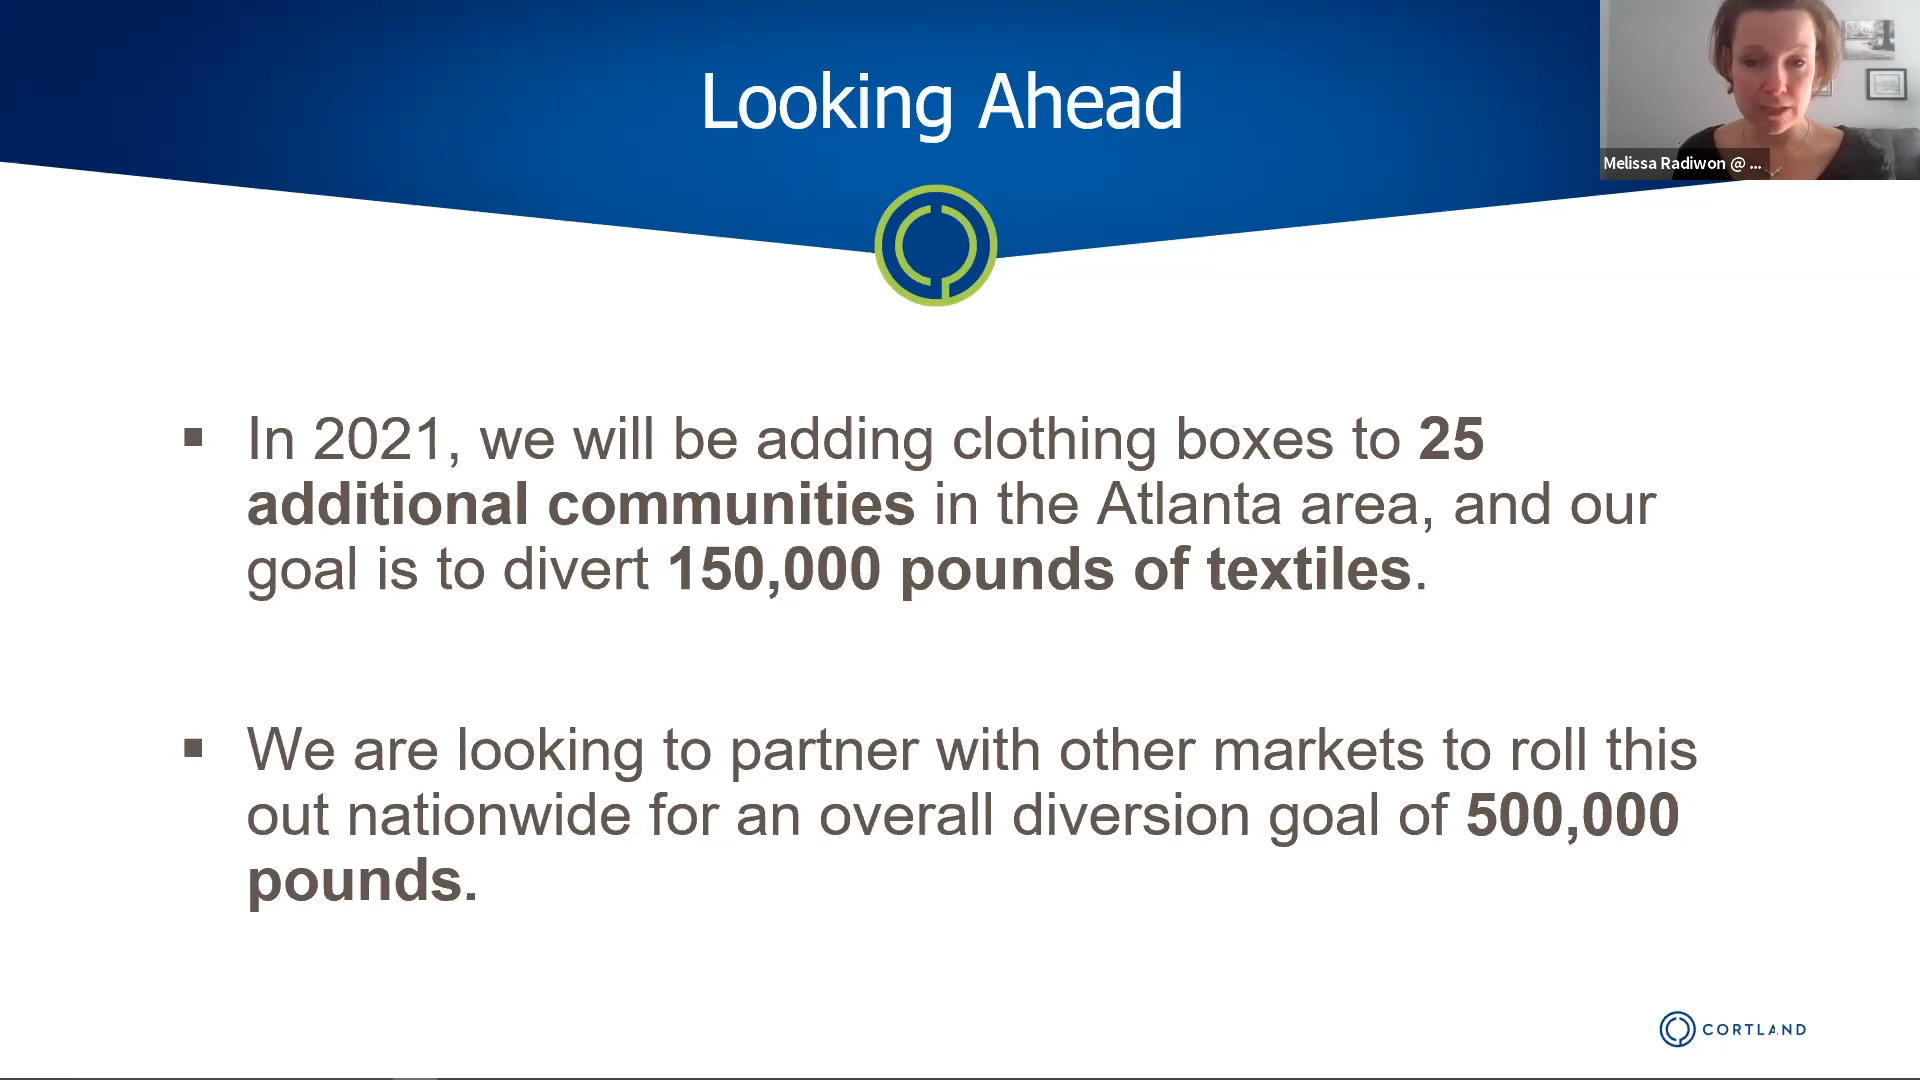 Looking Ahead
Melissa Radiwon @ ...
▪ In 2021, we will be adding clothing boxes to 25
additional communities in the Atlanta area, and our
goal is to divert 150,000 pounds of textiles.
▪ We are looking to partner with other markets to roll this
out nationwide for an overall diversion goal of 500,000
pounds.
CORTLAND